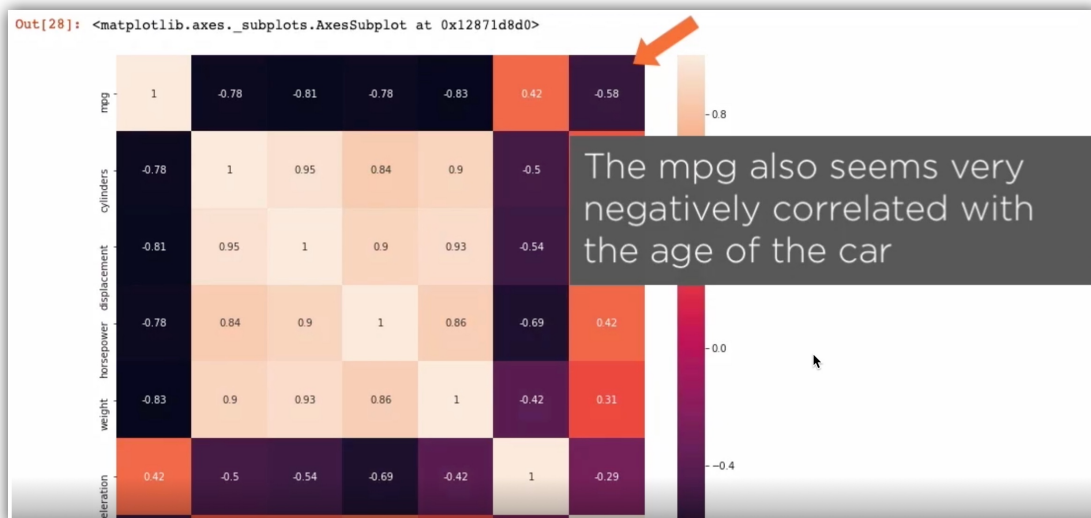 Out[28]: <matplotlib.axes._subplots.AxesSubplot at 0x12871d8d0>
mpg 1 -0.78 -0.81 -0.78 -0.83 0.42 -0.58
0.8
cylinders -0.78 1 0.95 0.84 0.9 -0.5
The mpg also seems very
negatively correlated with
the age of the car
displacement -0.81 0.95 1 0.9 0.93 -0.54
horsepower -0.78 0.84 0.9 1 0.86 -0.69 0.42
0.0
weight -0.83 0.9 0.93 0.86 1 -0.42 0.31
-0.4
eleration 0.42 -0.5 -0.54 -0.69 -0.42 1 -0.29